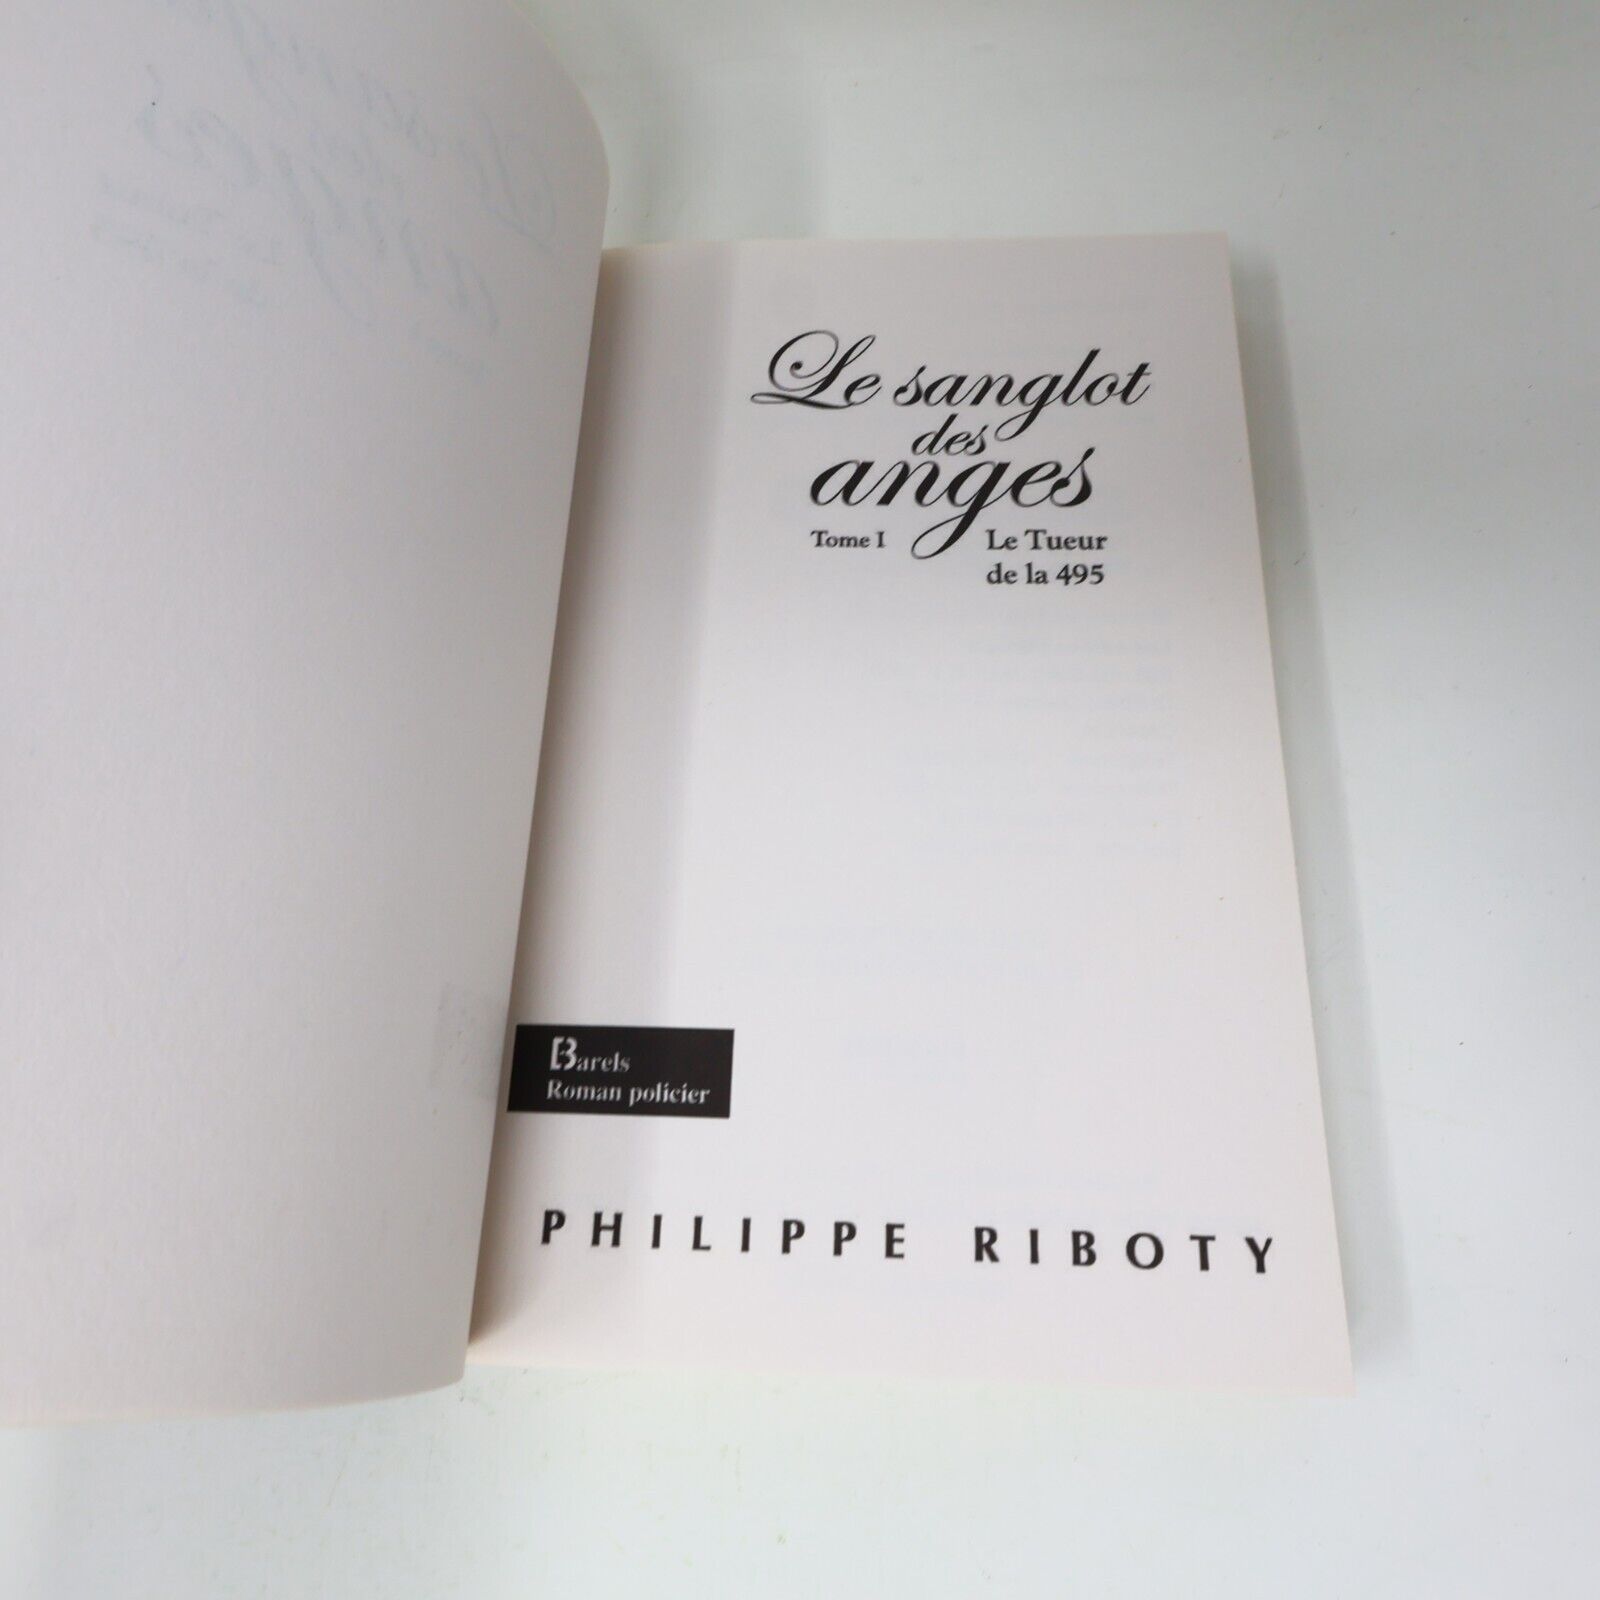 Le sanglot
des
anges
Tome I
Le Tueur
de la 495
Barels
Roman policier
PHILIPPE RIBOTY